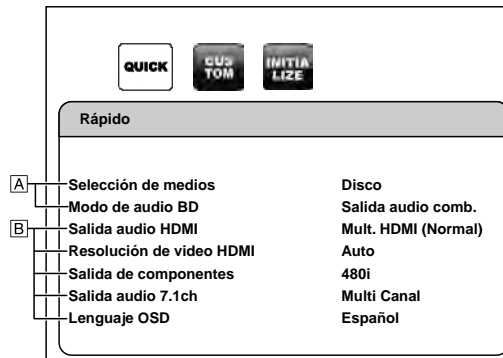 QUICK CUS TOM INITIA LIZE
Rápido
A Selección de medios Disco
Modo de audio BD Salida audio comb.
B Salida audio HDMI Mult. HDMI (Normal)
Resolución de video HDMI Auto
Salida de componentes 480i
Salida audio 7.1ch Multi Canal
Lenguaje OSD Español